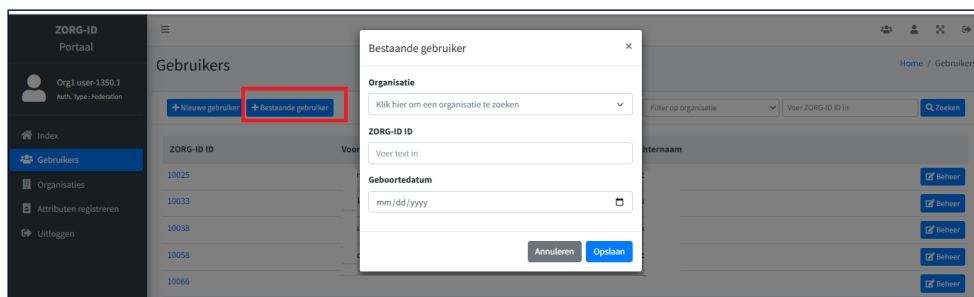 ZORG-ID
Portaal
Org1 user-1350.1
Auth. Type : Federation
Index
Gebruikers
Organisaties
Attributen registreren
Uitloggen
Gebruikers
Home / Gebruikers
+ Nieuwe gebruiker
+ Bestaande gebruiker
Filter op organisatie
Voer ZORG-ID ID in
Zoeken
ZORG-ID ID
Voor
hternaam
10025
Beheer
10033
Beheer
10038
Beheer
10058
Beheer
10066
Beheer
Bestaande gebruiker
×
Organisatie
Klik hier om een organisatie te zoeken
ZORG-ID ID
Voer text in
Geboortedatum
mm/dd/yyyy
Annuleren
Opslaan